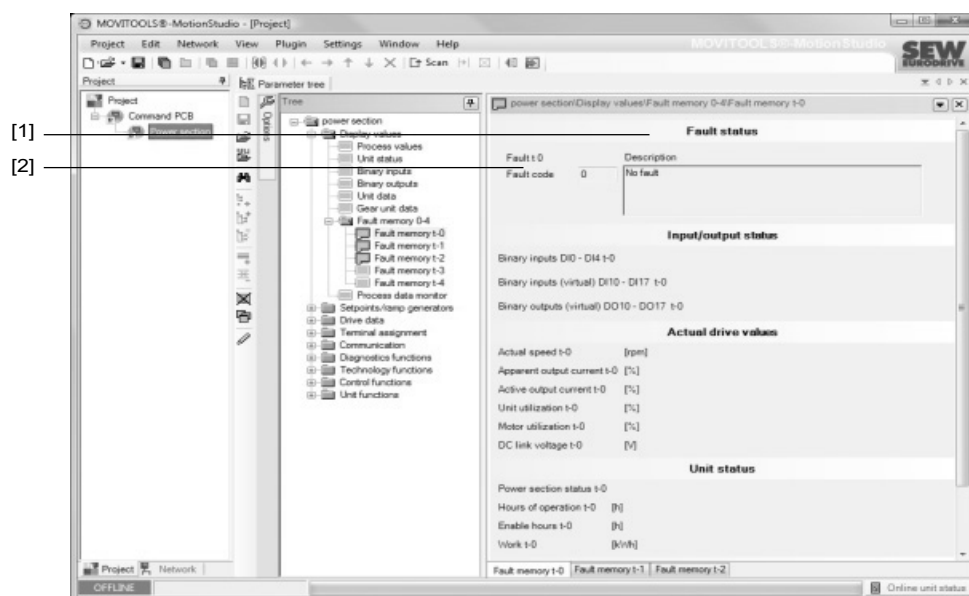 MOVITOOLS®-MotionStudio - [Project]
Project Edit Network View Plugin Settings Window Help
MOVITOOLS®-MotionStudio
SEW
EURODRIVE
Scan
Project
Parameter tree
Project
Command PCB
Power section
Options
Tree
power section
Display values
Process values
Unit status
Binary inputs
Binary outputs
Unit data
Gear unit data
Fault memory 0-4
Fault memory t-0
Fault memory t-1
Fault memory t-2
Fault memory t-3
Fault memory t-4
Process data monitor
Setpoints/ramp generators
Drive data
Terminal assignment
Communication
Diagnostics functions
Technology functions
Control functions
Unit functions
power section\Display values\Fault memory 0-4\Fault memory t-0
[1]
Fault status
Fault t 0 Description
[2]
Fault code 0 No fault
Input/output status
Binary inputs DI0 - DI4 t-0
Binary inputs (virtual) DI10 - DI17 t-0
Binary outputs (virtual) DO10 - DO17 t-0
Actual drive values
Actual speed t-0 [rpm]
Apparent output current t-0 [%]
Active output current t-0 [%]
Unit utilization t-0 [%]
Motor utilization t-0 [%]
DC link voltage t-0 [V]
Unit status
Power section status t-0
Hours of operation t-0 [h]
Enable hours t-0 [h]
Work t-0 [kWh]
Project Network
Fault memory t-0 Fault memory t-1 Fault memory t-2
OFFLINE
Online unit status